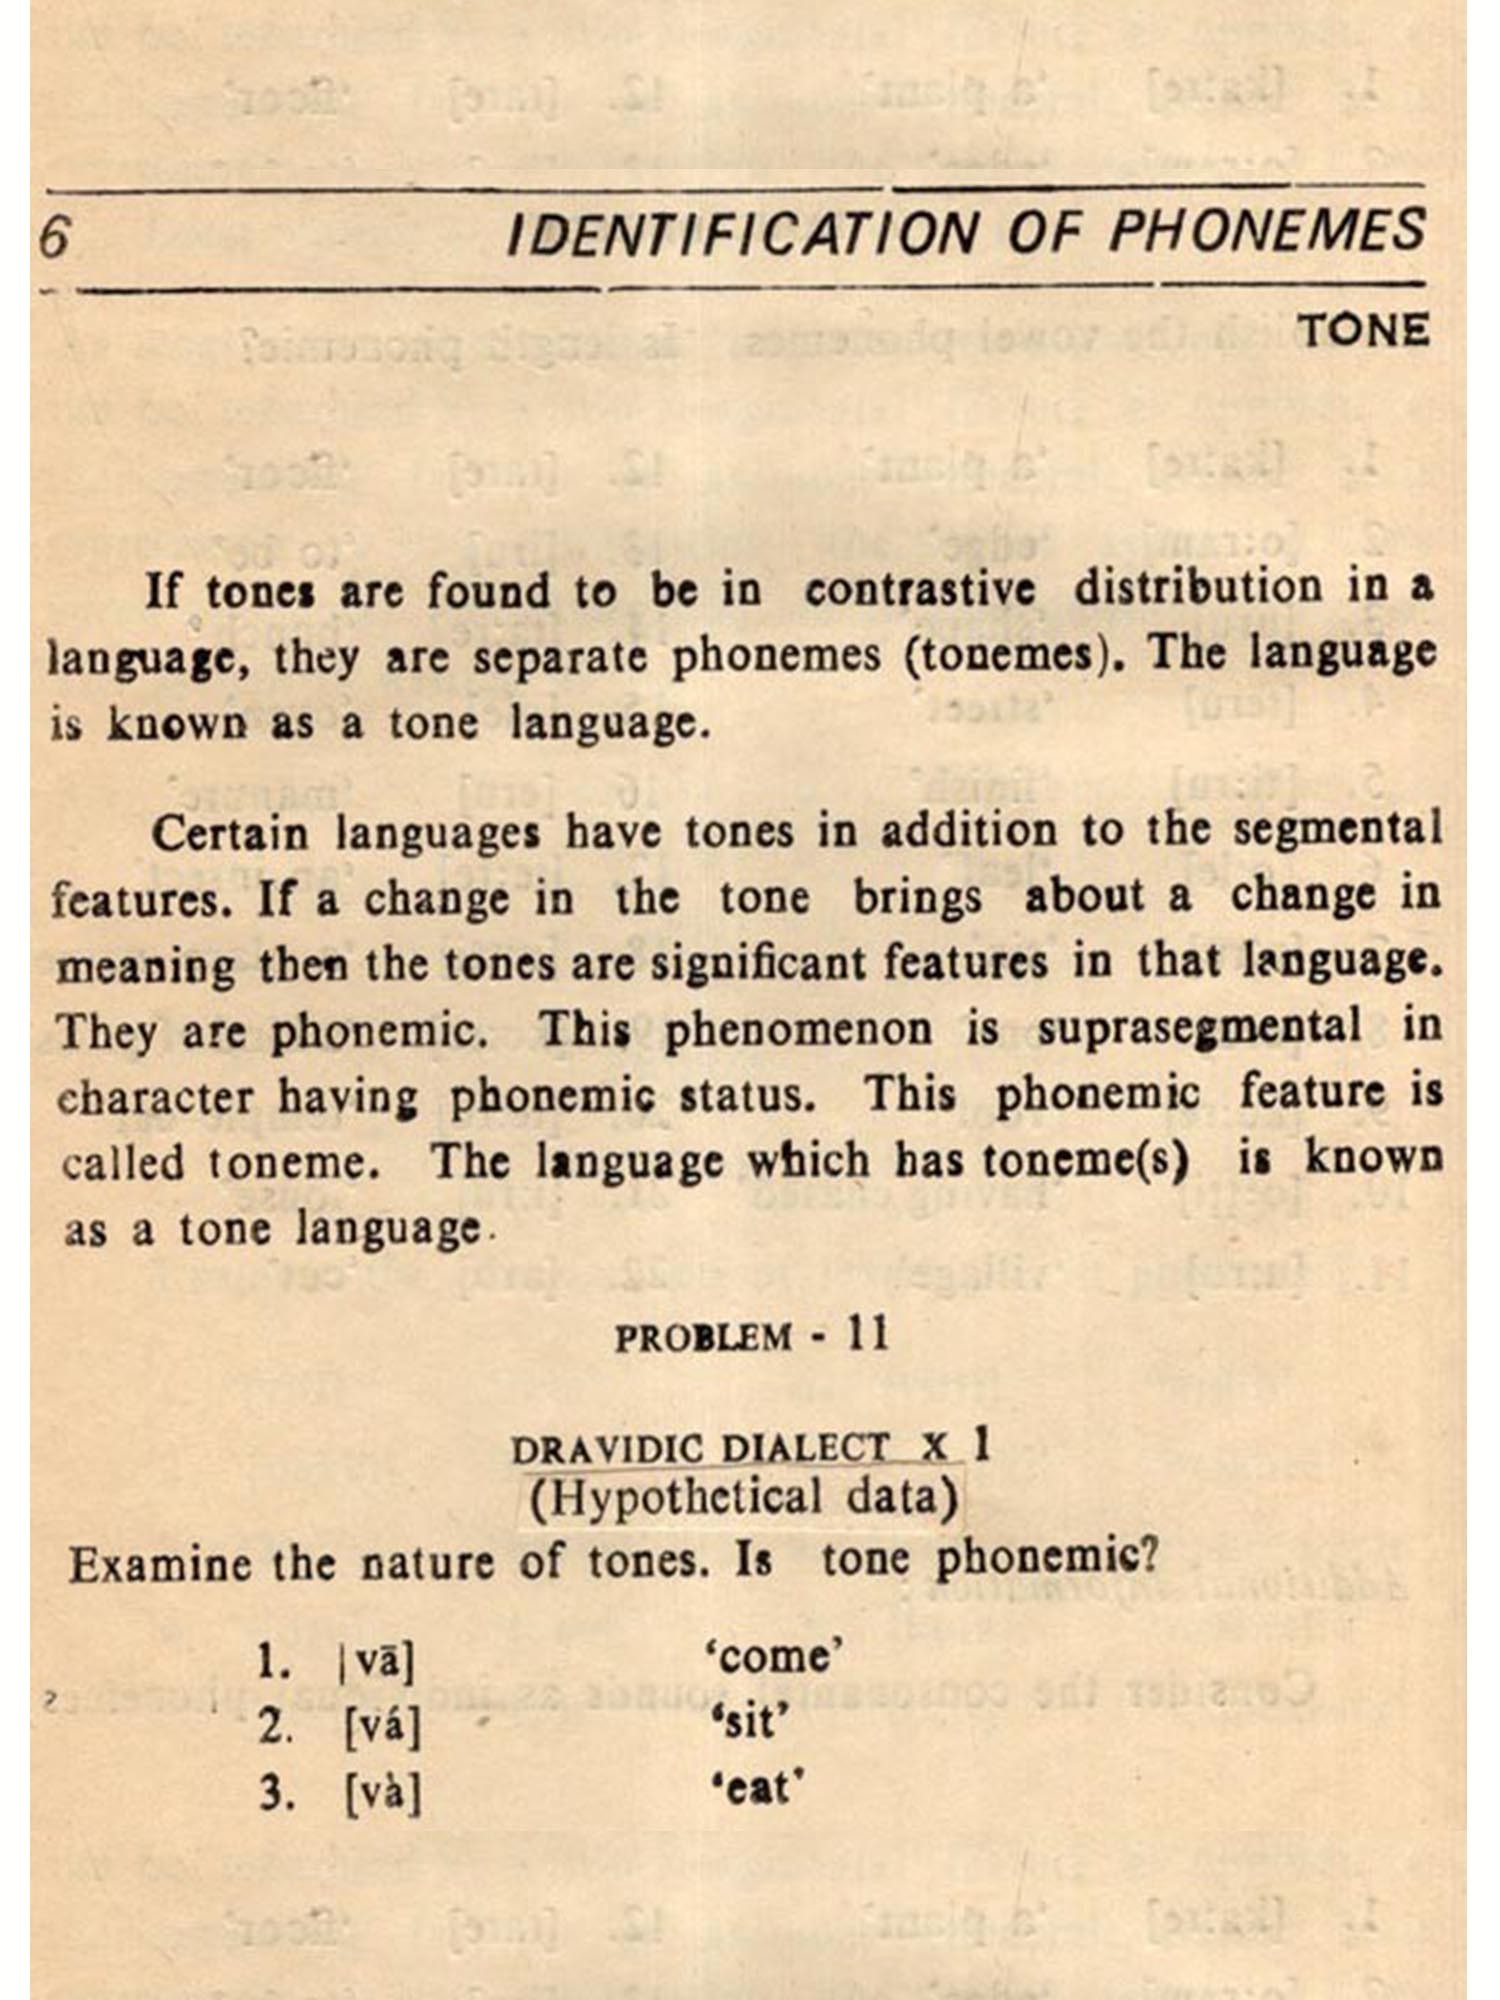 6 IDENTIFICATION OF PHONEMES
TONE
If tones are found to be in contrastive distribution in a
language, they are separate phonemes (tonemes). The language
is known as a tone language.
Certain languages have tones in addition to the segmental
features. If a change in the tone brings about a change in
meaning then the tones are significant features in that language.
They are phonemic. This phenomenon is suprasegmental in
character having phonemic status. This phonemic feature is
called toneme. The language which has toneme(s) is known
as a tone language.
PROBLEM - 11
DRAVIDIC DIALECT X 1
(Hypothetical data)
Examine the nature of tones. Is tone phonemic?
1. [vā] ‘come’
2. [vá] ‘sit’
3. [và] ‘eat’